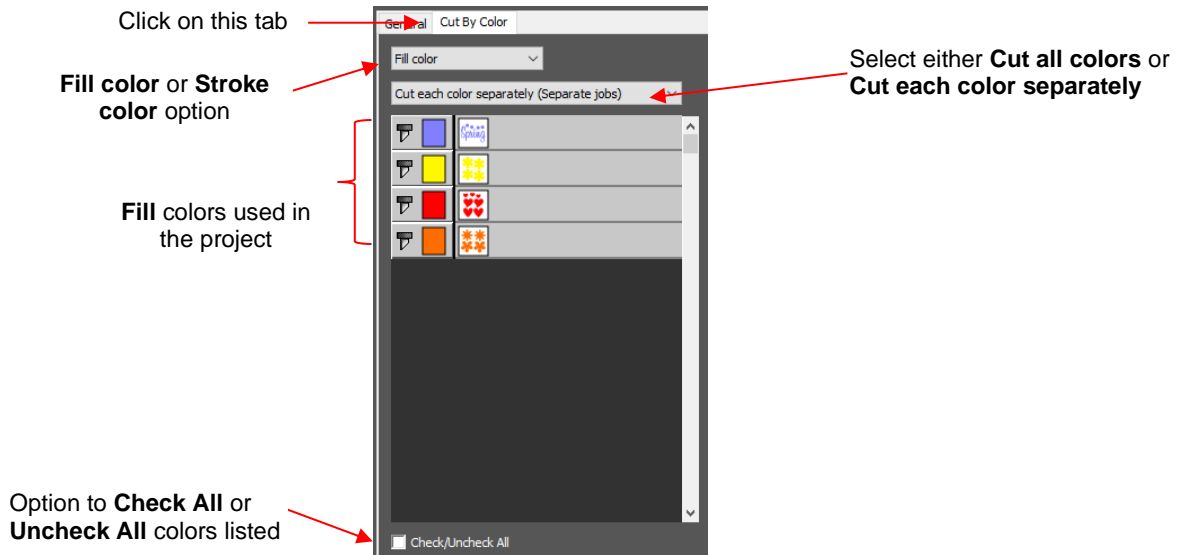 Click on this tab
General Cut By Color
Fill color
Fill color or Stroke
color option
Select either Cut all colors or
Cut each color separately
Cut each color separately (Separate jobs)
Spring
Fill colors used in
the project
Option to Check All or
Uncheck All colors listed
Check/Uncheck All